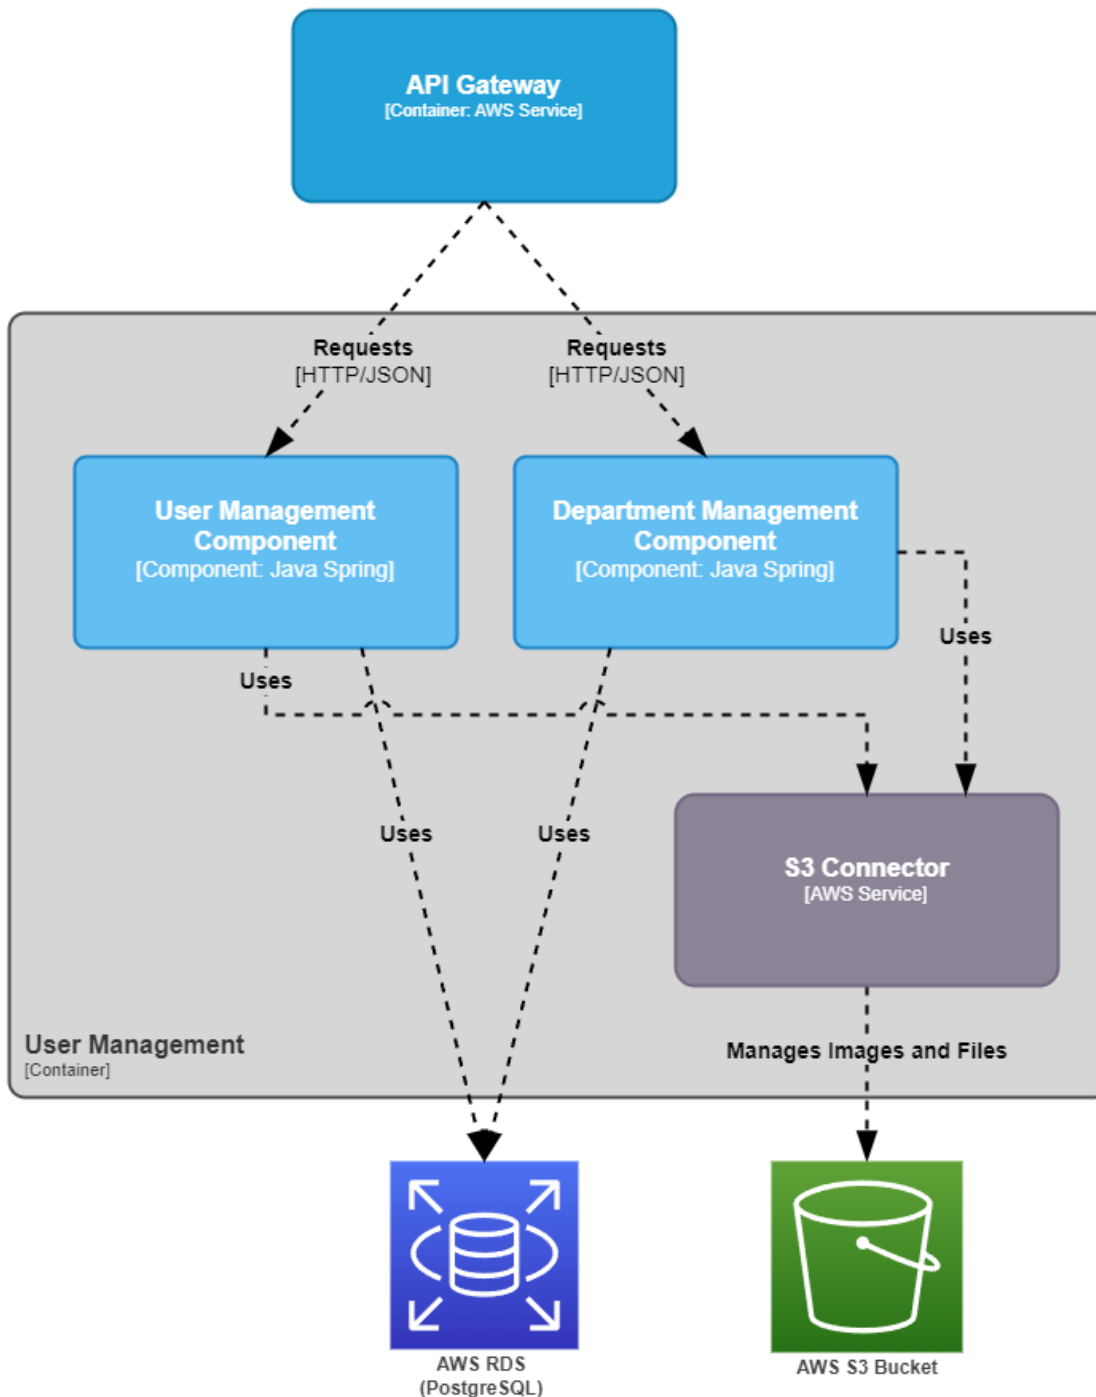 API Gateway
[Container: AWS Service]
Requests
[HTTP/JSON]
Requests
[HTTP/JSON]
User Management
Component
[Component: Java Spring]
Department Management
Component
[Component: Java Spring]
Uses
Uses
Uses
Uses
S3 Connector
[AWS Service]
User Management
[Container]
Manages Images and Files
AWS RDS
(PostgreSQL)
AWS S3 Bucket